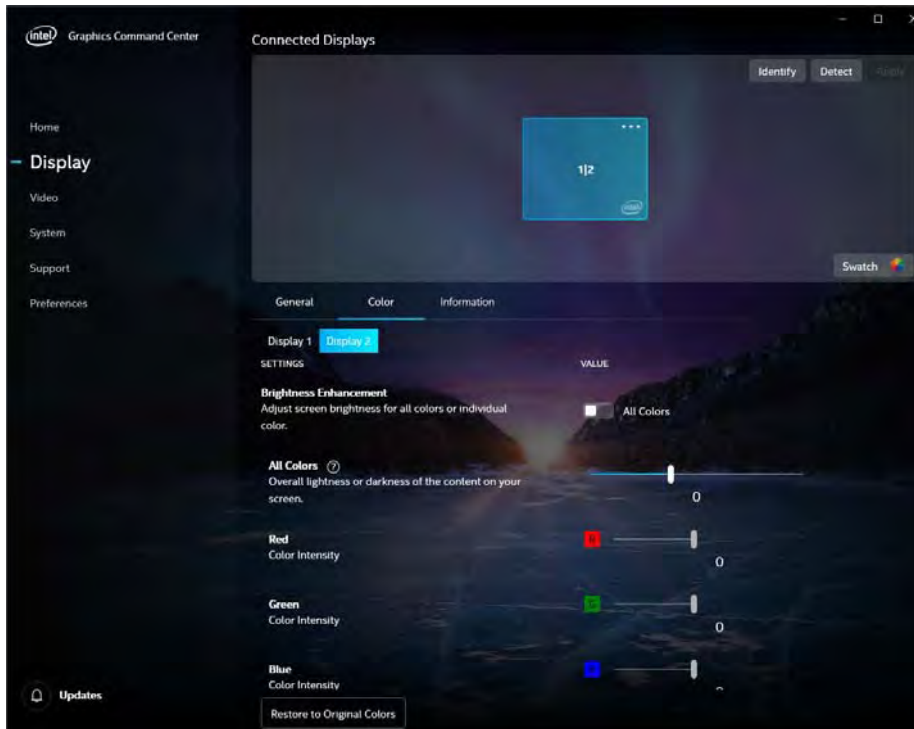 intel Graphics Command Center
Connected Displays
Identify Detect Apply
Home
Display
Video
System
Support
Preferences
1|2
intel
Swatch
General Color Information
Display 1 Display 2
SETTINGS VALUE
Brightness Enhancement
Adjust screen brightness for all colors or individual
color.
All Colors
All Colors ?
Overall lightness or darkness of the content on your
screen.
0
Red
Color Intensity
R
0
Green
Color Intensity
G
0
Blue
Color Intensity
Updates
Restore to Original Colors